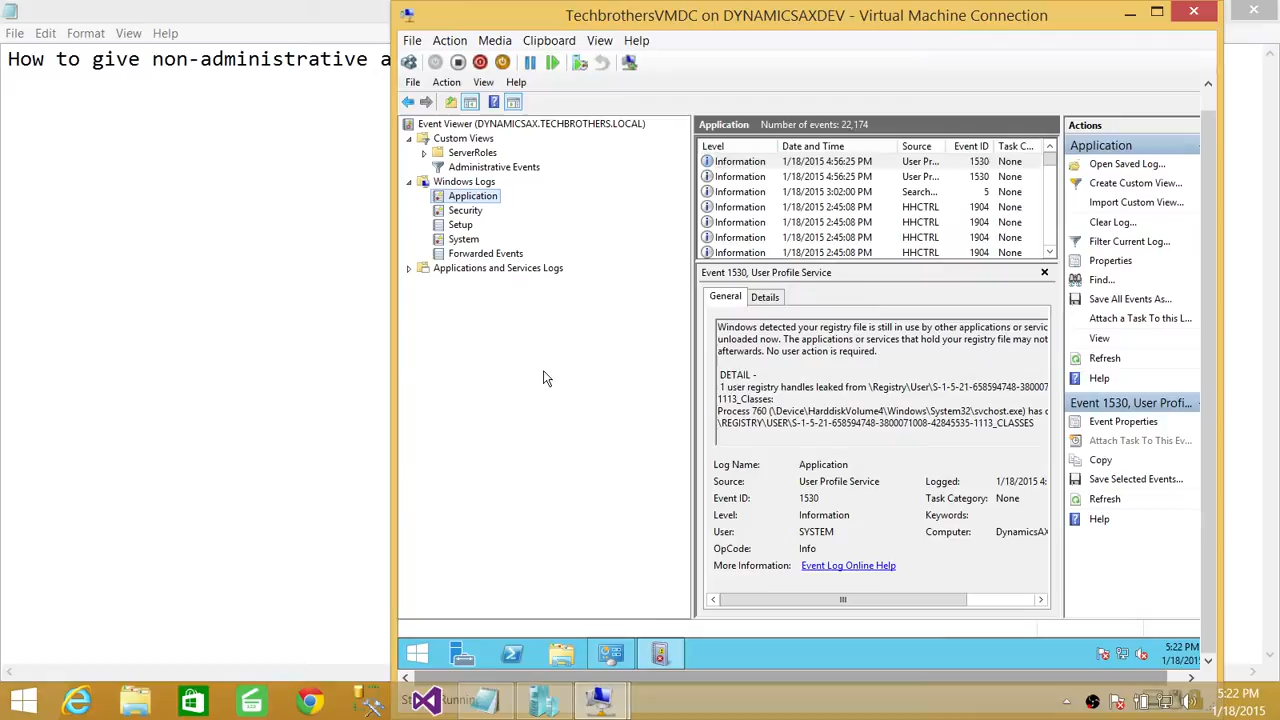 TechbrothersVMDC on DYNAMICSAXDEV - Virtual Machine Connection
File Edit Format View Help
How to give non-administrative a
File Action Media Clipboard View Help
File Action View Help
Event Viewer (DYNAMICSAX.TECHBROTHERS.LOCAL)
Custom Views
ServerRoles
Administrative Events
Windows Logs
Application
Security
Setup
System
Forwarded Events
Applications and Services Logs
Application Number of events: 22,174
Level Date and Time Source Event ID Task C...
Information 1/18/2015 4:56:25 PM User Pr... 1530 None
Information 1/18/2015 4:56:25 PM User Pr... 1530 None
Information 1/18/2015 3:02:00 PM Search... 5 None
Information 1/18/2015 2:45:08 PM HHCTRL 1904 None
Information 1/18/2015 2:45:08 PM HHCTRL 1904 None
Information 1/18/2015 2:45:08 PM HHCTRL 1904 None
Information 1/18/2015 2:45:08 PM HHCTRL 1904 None
Event 1530, User Profile Service
General Details
Windows detected your registry file is still in use by other applications or servic
unloaded now. The applications or services that hold your registry file may not
afterwards. No user action is required.
DETAIL -
1 user registry handles leaked from \Registry\User\S-1-5-21-658594748-380007
1113_Classes:
Process 760 (\Device\HarddiskVolume4\Windows\System32\svchost.exe) has o
\REGISTRY\USER\S-1-5-21-658594748-3800071008-42845535-1113_CLASSES
Log Name: Application
Source: User Profile Service Logged: 1/18/2015 4:
Event ID: 1530 Task Category: None
Level: Information Keywords:
User: SYSTEM Computer: DynamicsAX
OpCode: Info
More Information: Event Log Online Help
Actions
Application
Open Saved Log...
Create Custom View...
Import Custom View...
Clear Log...
Filter Current Log...
Properties
Find...
Save All Events As...
Attach a Task To this L...
View
Refresh
Help
Event 1530, User Profi...
Event Properties
Attach Task To This Ev...
Copy
Save Selected Events...
Refresh
Help
5:22 PM
1/18/2015
5:22 PM
1/18/2015